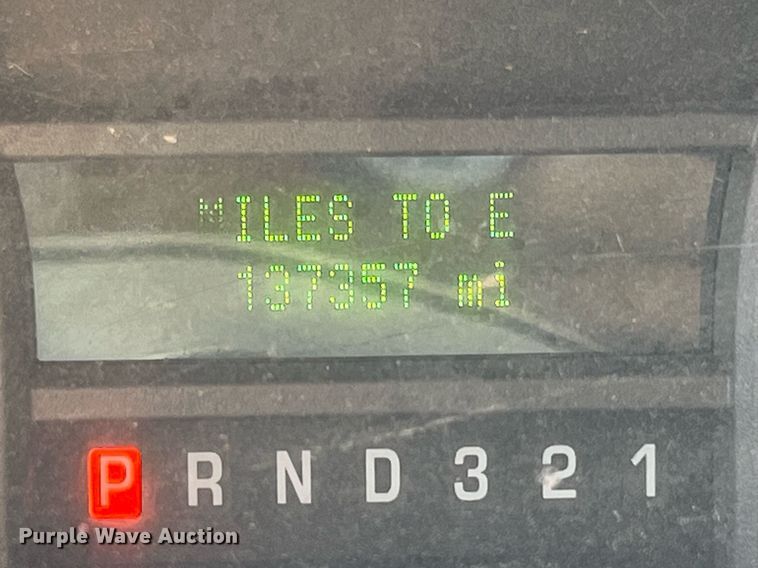 MILES TO E
137357 mi
P R N D 3 2 1
Purple Wave Auction